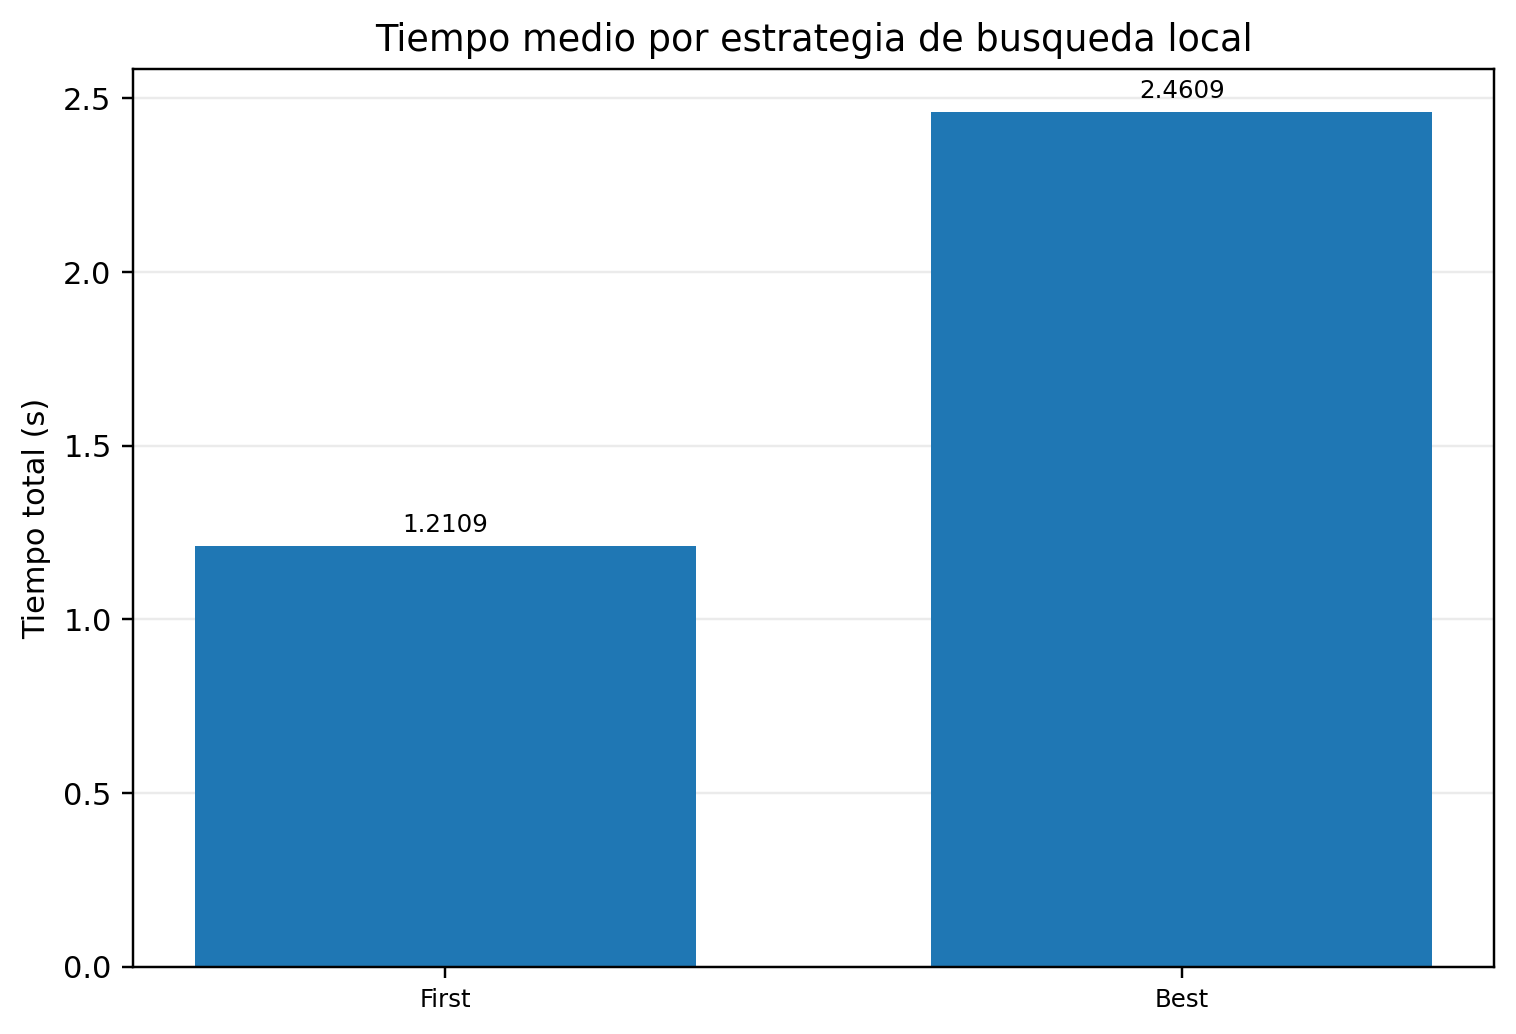 Tiempo medio por estrategia de busqueda local
Tiempo total (s)
2.5
2.0
1.5
1.0
0.5
0.0
1.2109
2.4609
First
Best